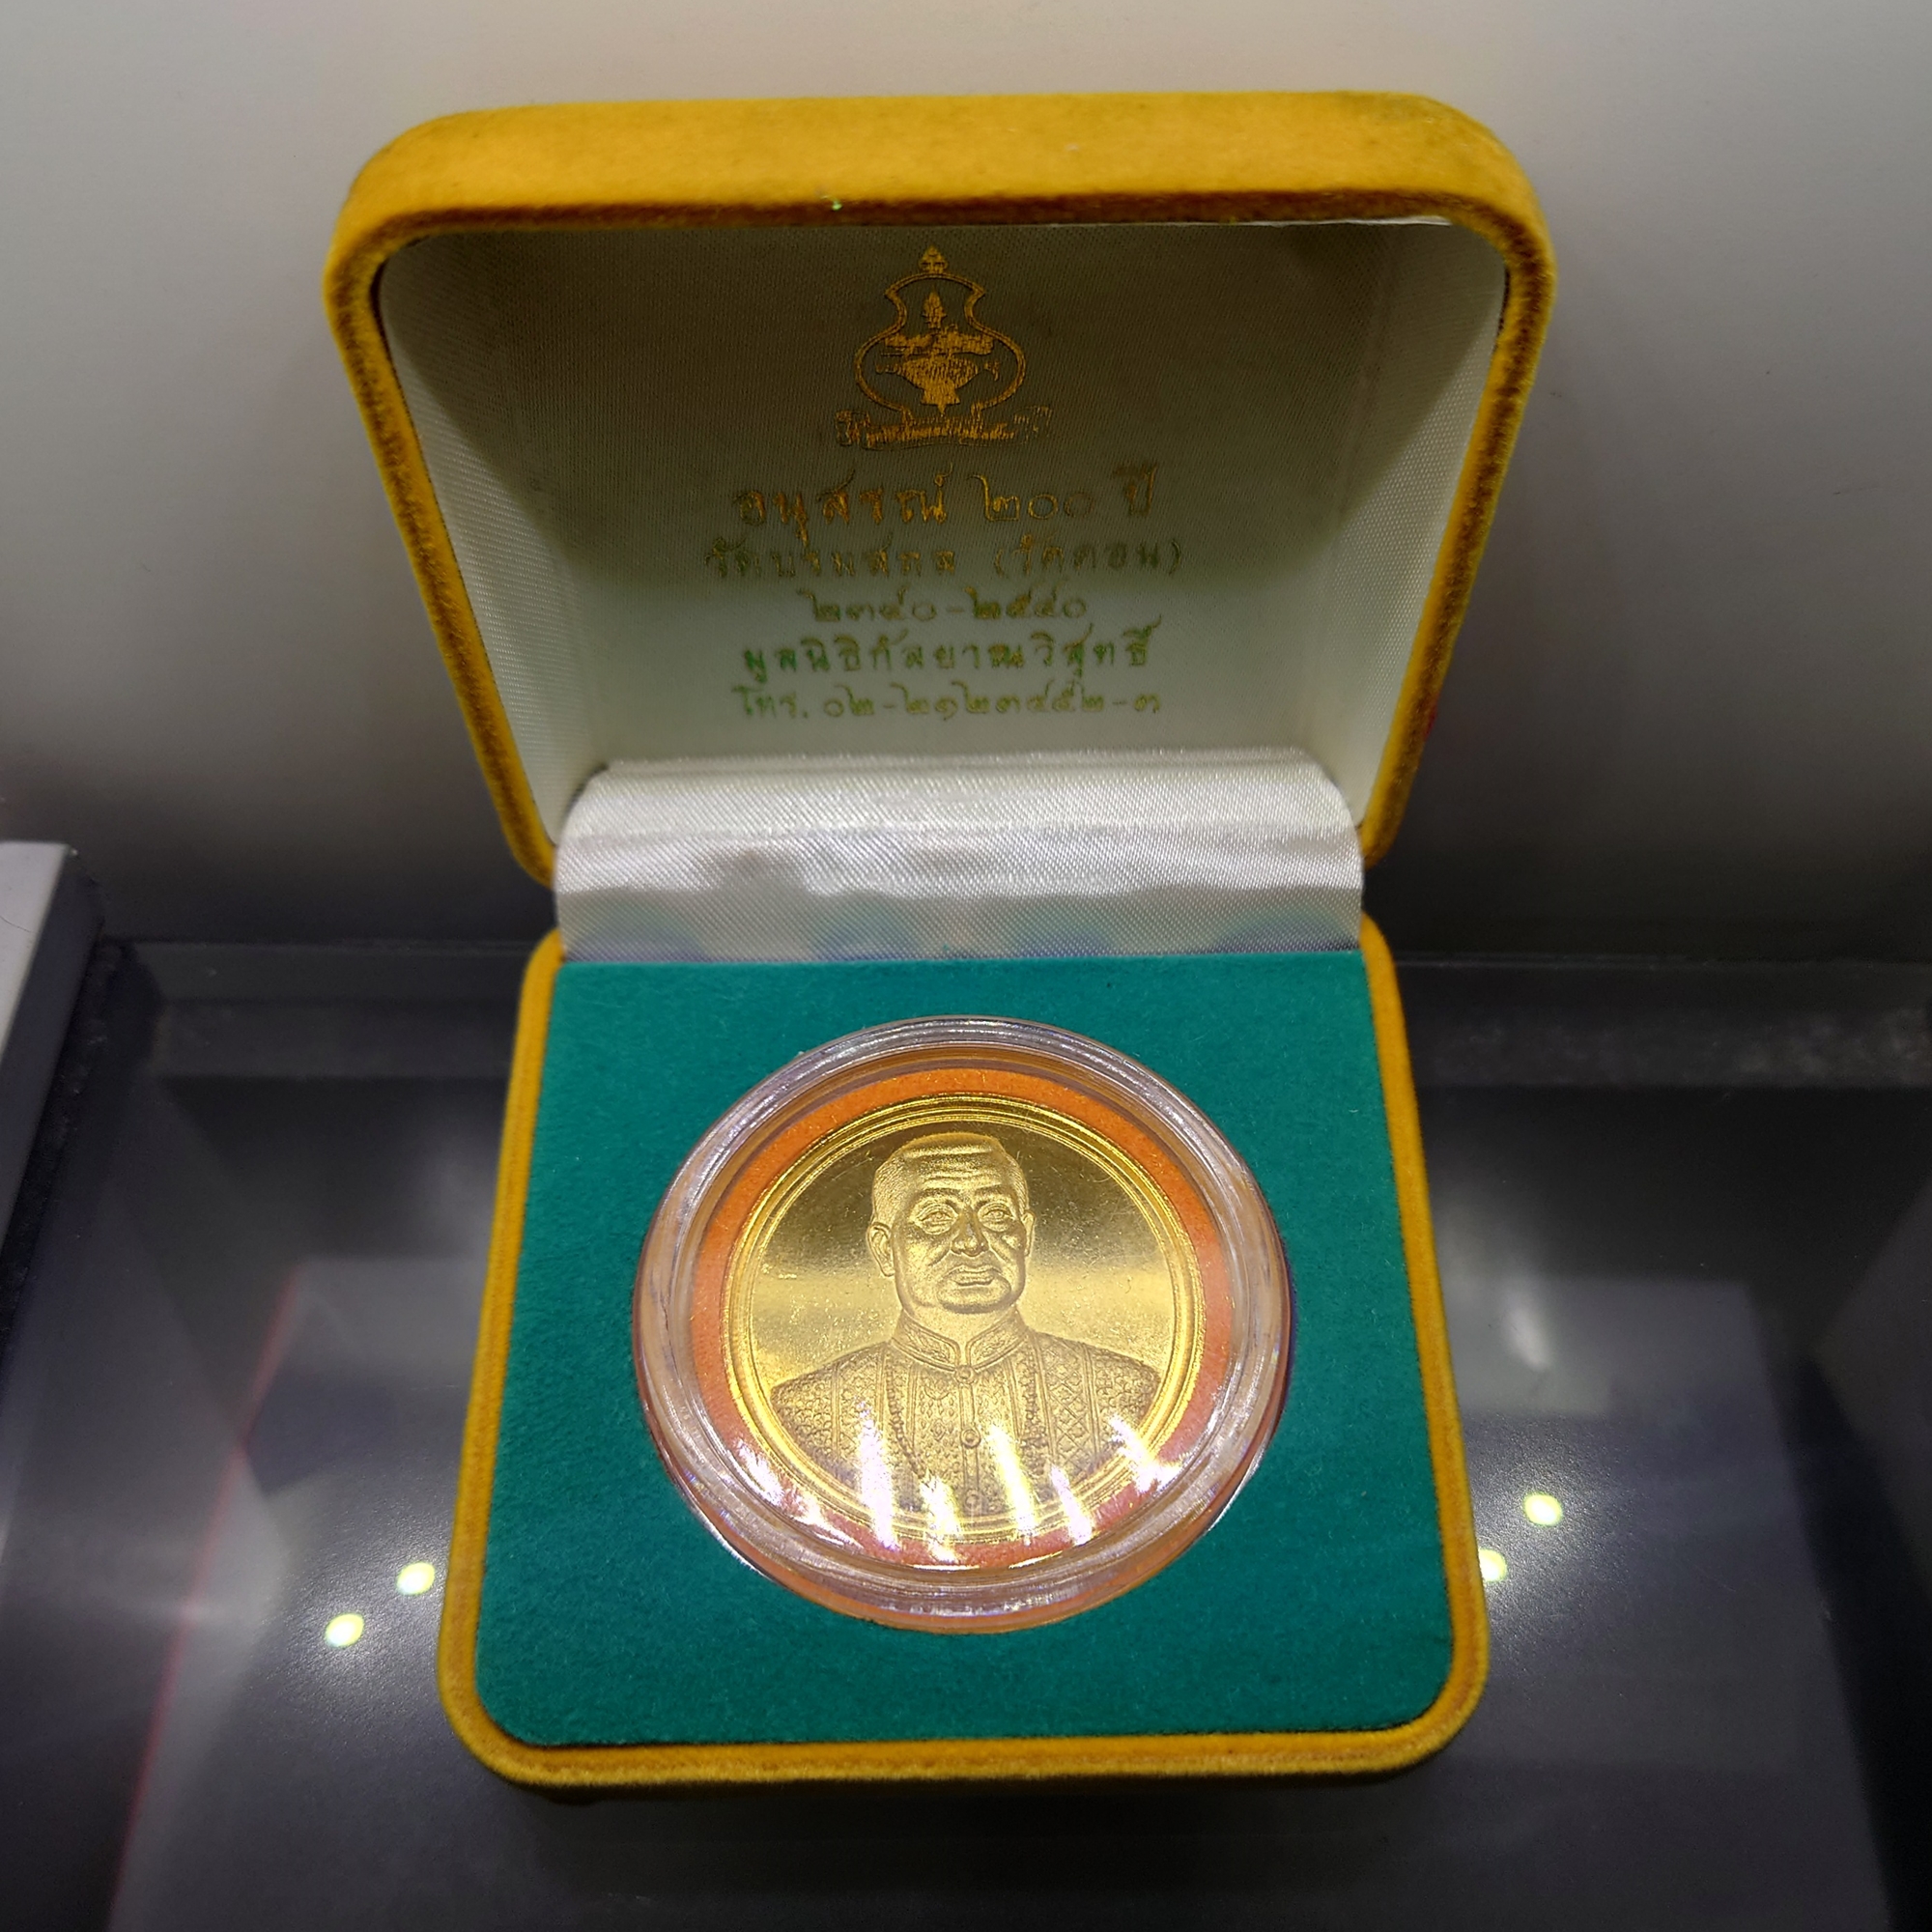 อนุสรณ์ ๒๐๐ ปี
วัดบรมสถล (วัดดอน)
๒๓๔๐-๒๕๔๐
มูลนิธิกัลยาณวิสุทธิ์
โทร. ๐๒-๒๑๒๓๔๕๒-๓